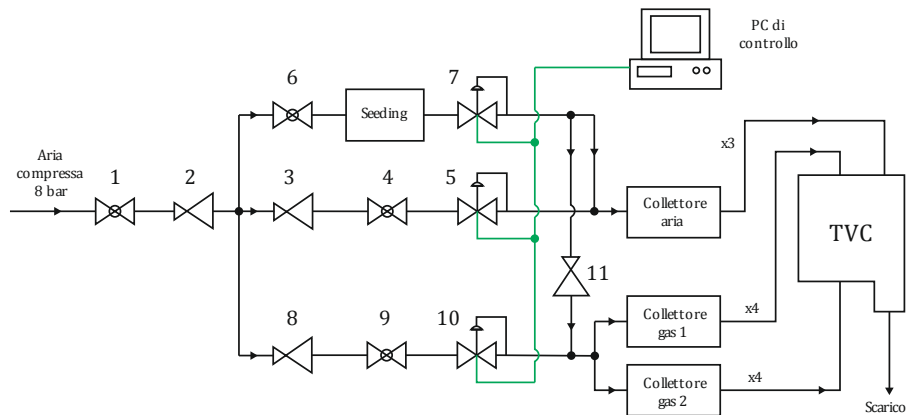 PC di
controllo
6
7
Seeding
Aria
compressa
8 bar
1
2
3
4
5
x3
Collettore
aria
TVC
11
8
9
10
Collettore
gas 1
x4
Collettore
gas 2
x4
Scarico